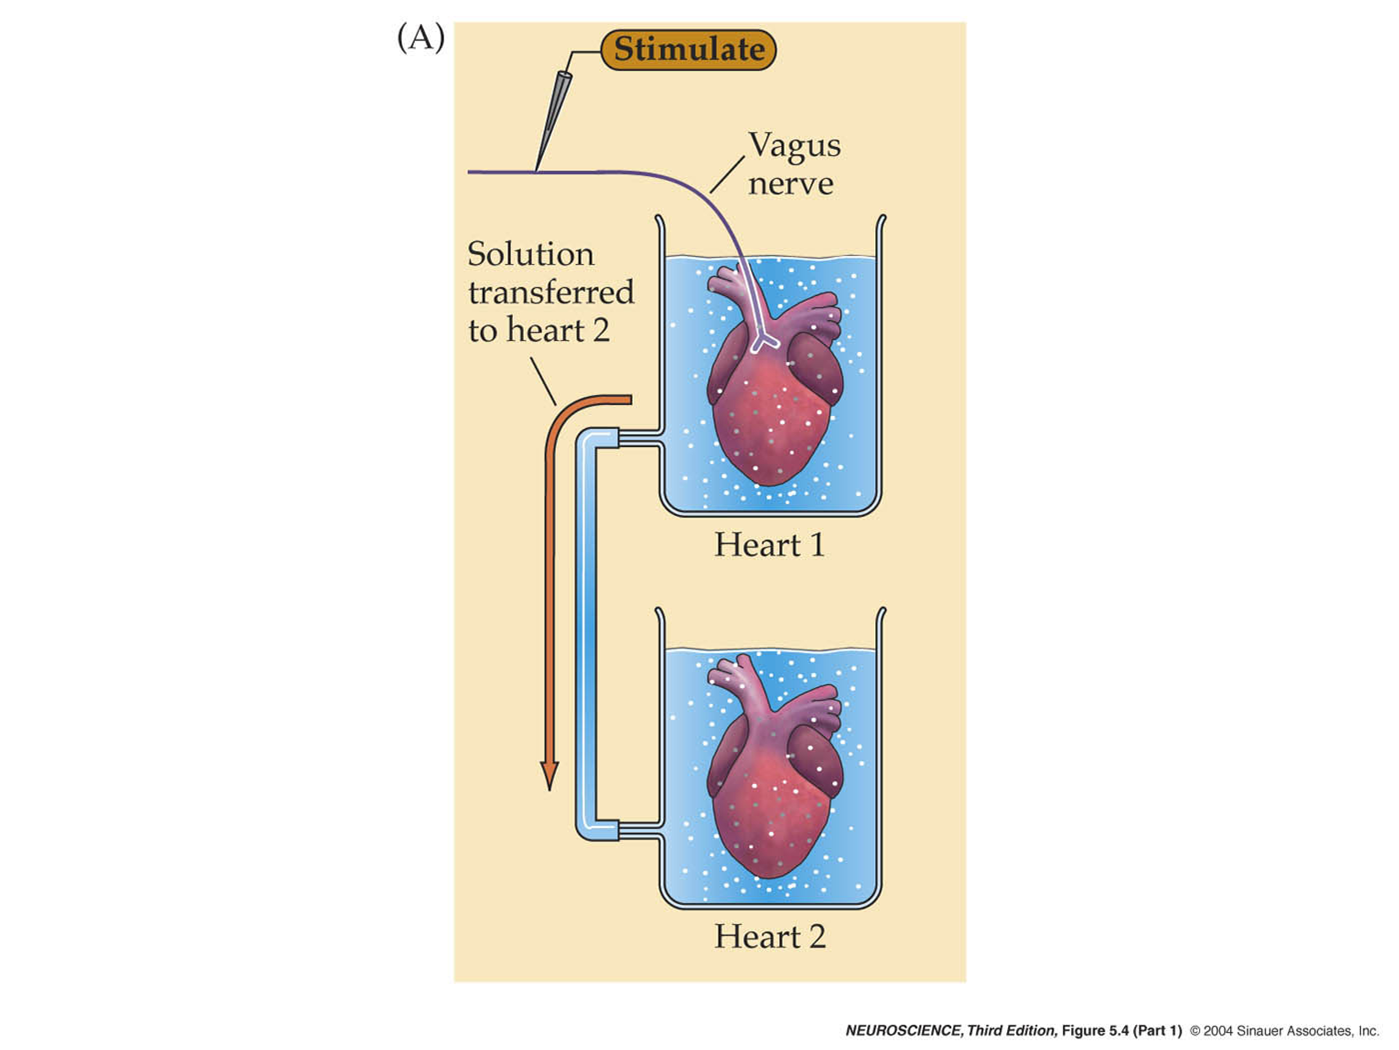 (A)
Stimulate
Vagus
nerve
Solution
transferred
to heart 2
Heart 1
Heart 2
NEUROSCIENCE, Third Edition, Figure 5.4 (Part 1) © 2004 Sinauer Associates, Inc.